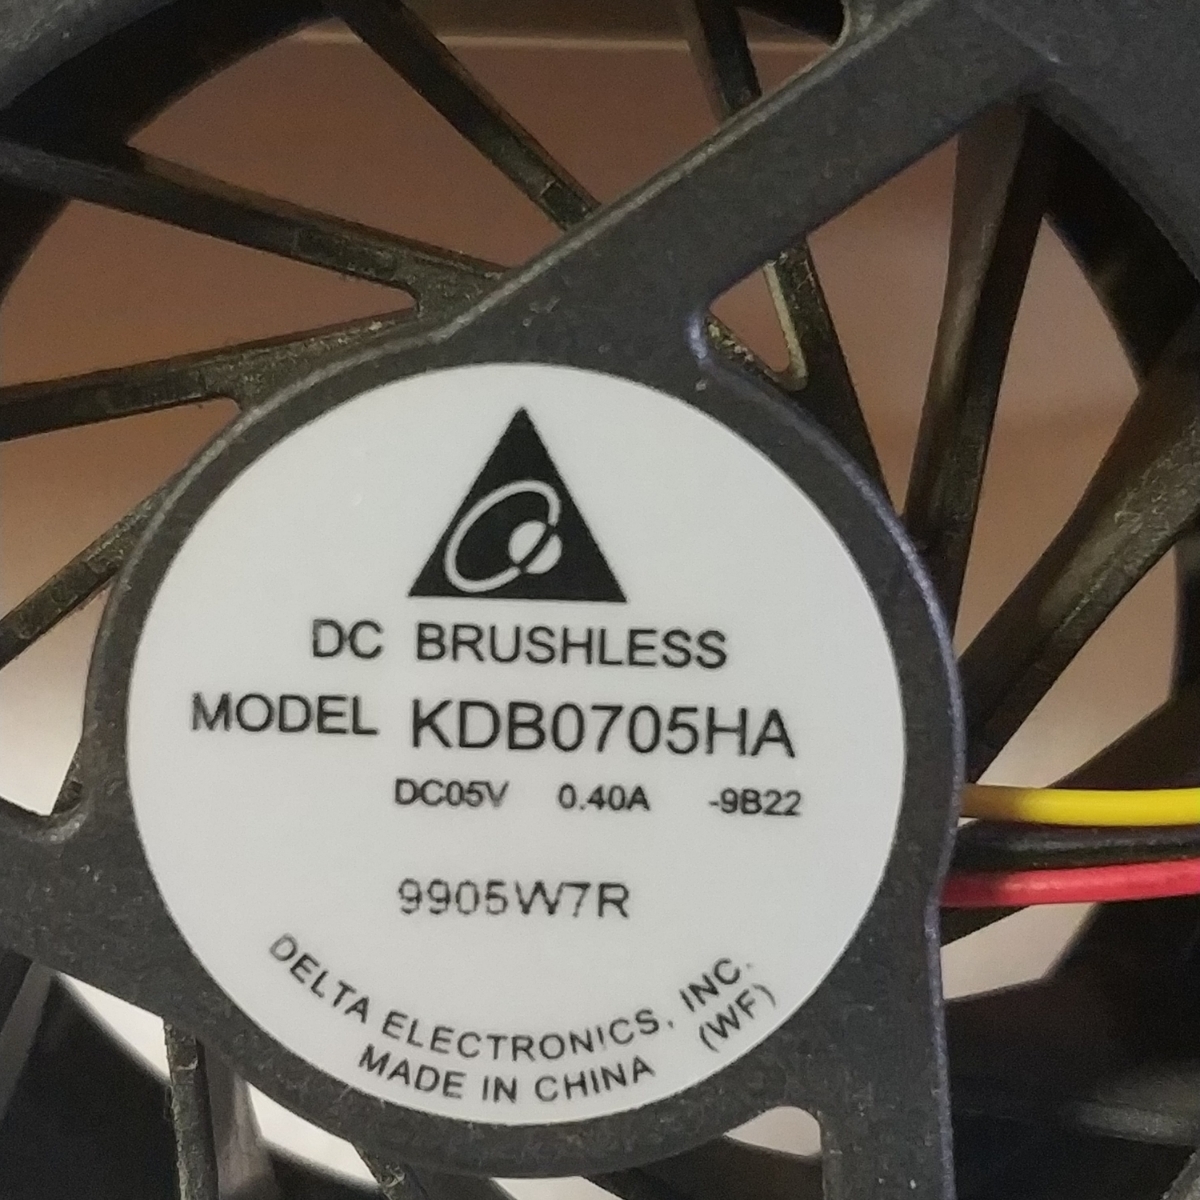 DC BRUSHLESS
MODEL KDB0705HA
DC05V 0.40A -9B22
9905W7R
DELTA ELECTRONICS, INC.
MADE IN CHINA (WF)